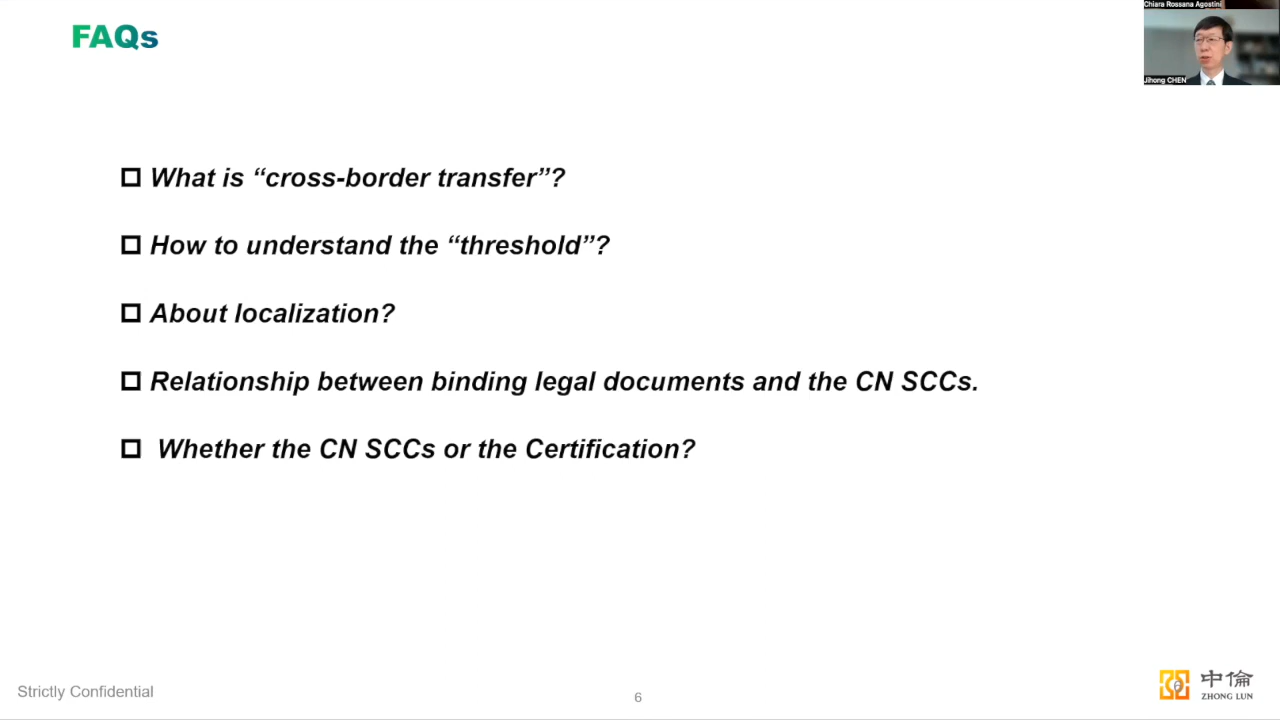 FAQs
Chiara Rossana Agostini
Jihong CHEN
What is “cross-border transfer”?
How to understand the “threshold”?
About localization?
Relationship between binding legal documents and the CN SCCs.
Whether the CN SCCs or the Certification?
Strictly Confidential
6
6
中倫
ZHONG LUN